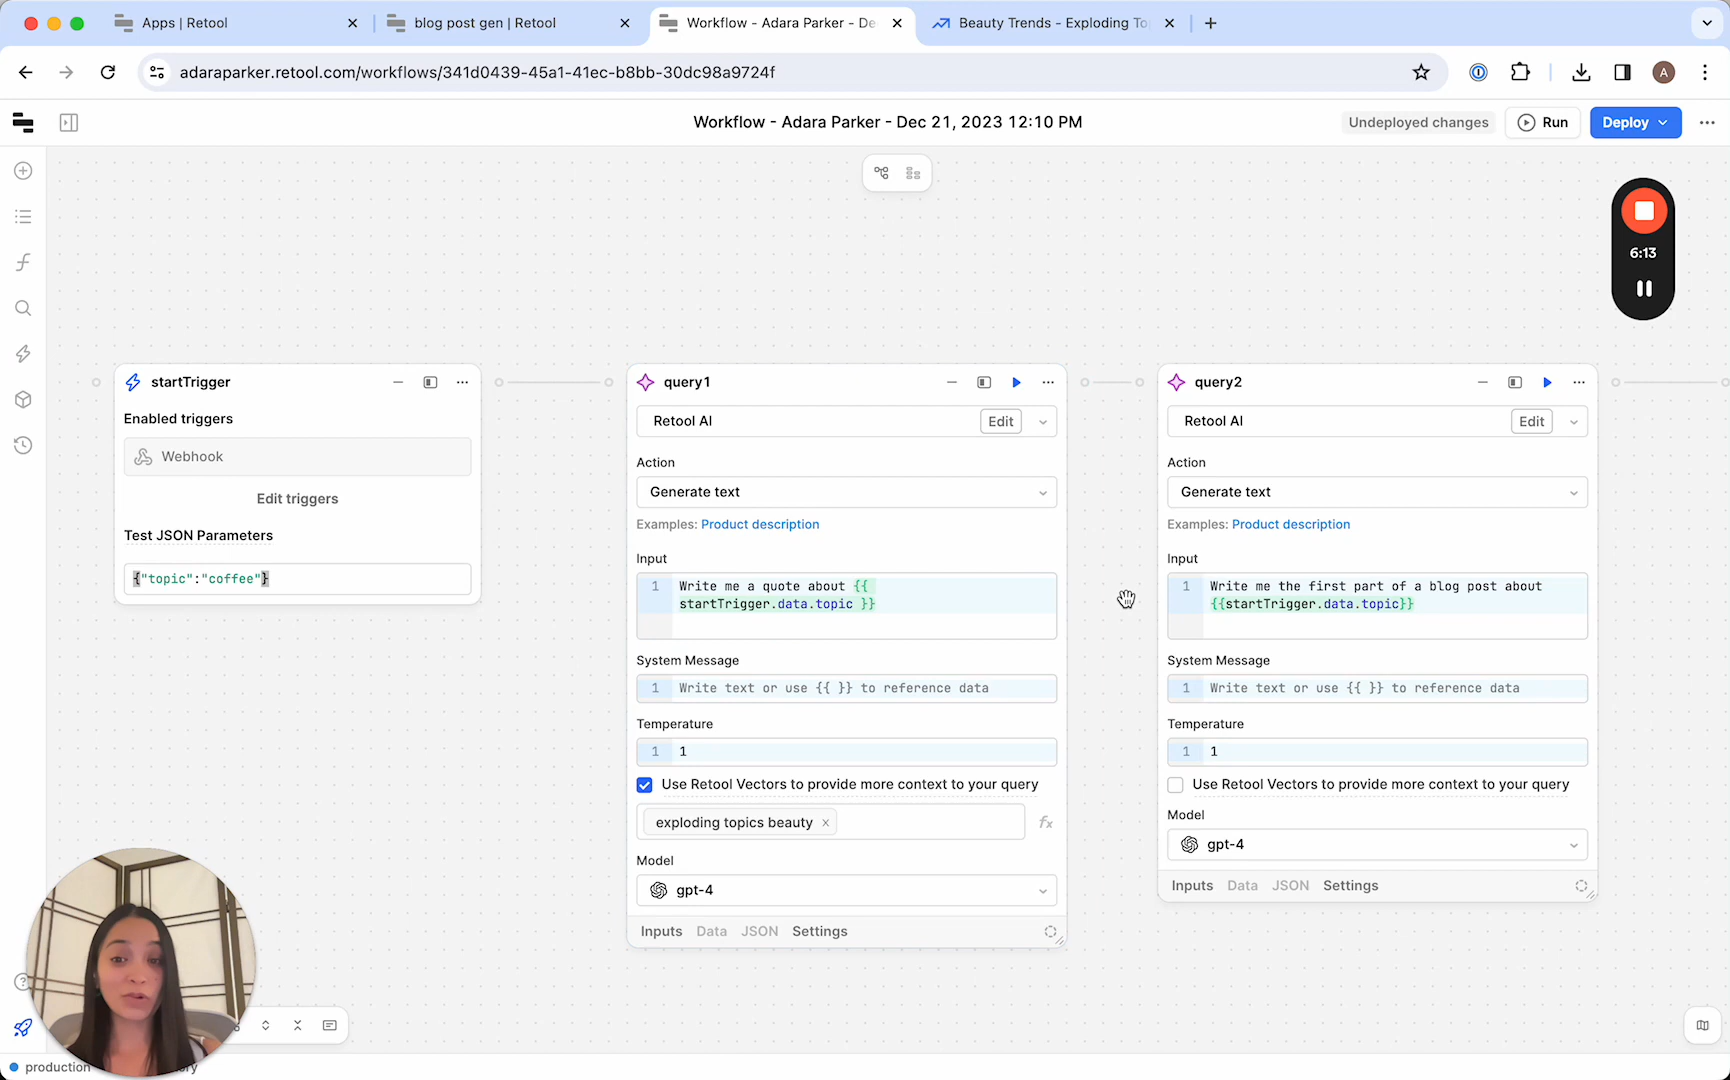 Apps | Retool
blog post gen | Retool
Workflow - Adara Parker - De
Beauty Trends - Exploding To
adaraparker.retool.com/workflows/341d0439-45a1-41ec-b8bb-30dc98a9724f
A
Workflow - Adara Parker - Dec 21, 2023 12:10 PM
Undeployed changes
Run
Deploy
6:13
startTrigger
Enabled triggers
Webhook
Edit triggers
Test JSON Parameters
{"topic":"coffee"}
query1
Retool AI
Edit
Action
Generate text
Examples: Product description
Input
1 Write me a quote about {{
startTrigger.data.topic }}
System Message
1 Write text or use {{ }} to reference data
Temperature
1 1
Use Retool Vectors to provide more context to your query
exploding topics beauty ×
fx
Model
gpt-4
Inputs Data JSON Settings
query2
Retool AI
Edit
Action
Generate text
Examples: Product description
Input
1 Write me the first part of a blog post about
{{startTrigger.data.topic}}
System Message
1 Write text or use {{ }} to reference data
Temperature
1 1
Use Retool Vectors to provide more context to your query
Model
gpt-4
Inputs Data JSON Settings
production